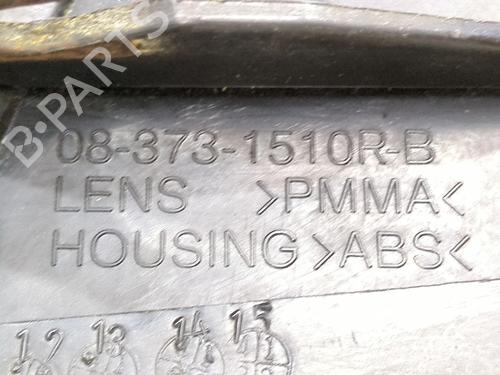 B-PARTS
08-373-1510R-B
LENS >PMMA<
HOUSING >ABS<
12 13 14 15